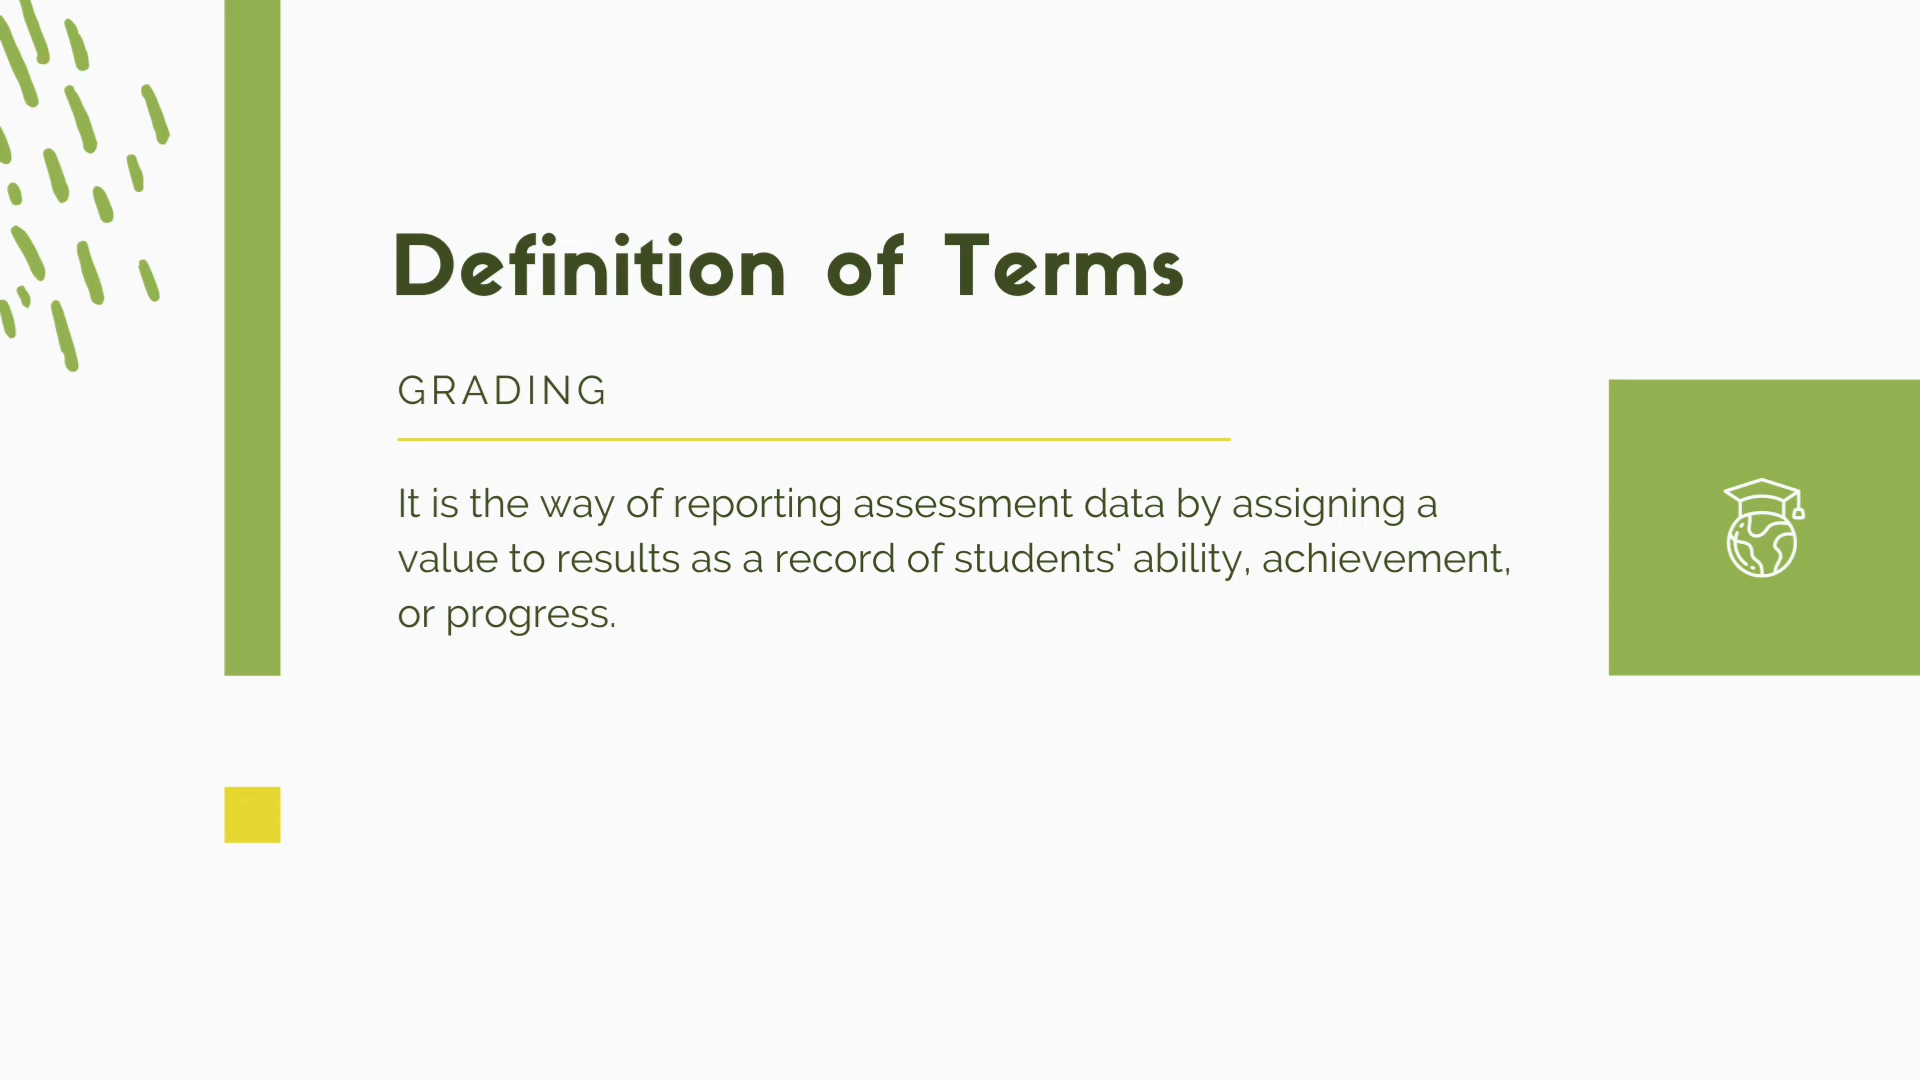 Definition of Terms
GRADING
It is the way of reporting assessment data by assigning a
value to results as a record of students' ability, achievement,
or progress.